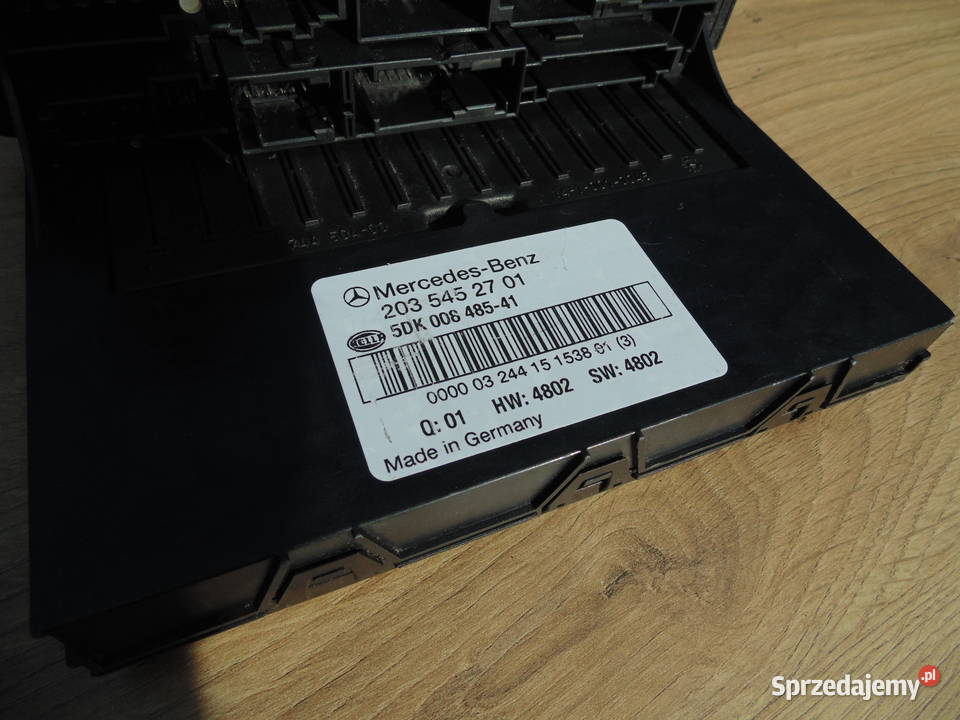 Mercedes-Benz
203 545 27 01
HELLA 5DK 008 485-41
0000 03 244 15 1538 01 (3)
Q: 01 HW: 4802 SW: 4802
Made in Germany
Sprzedajemy.pl